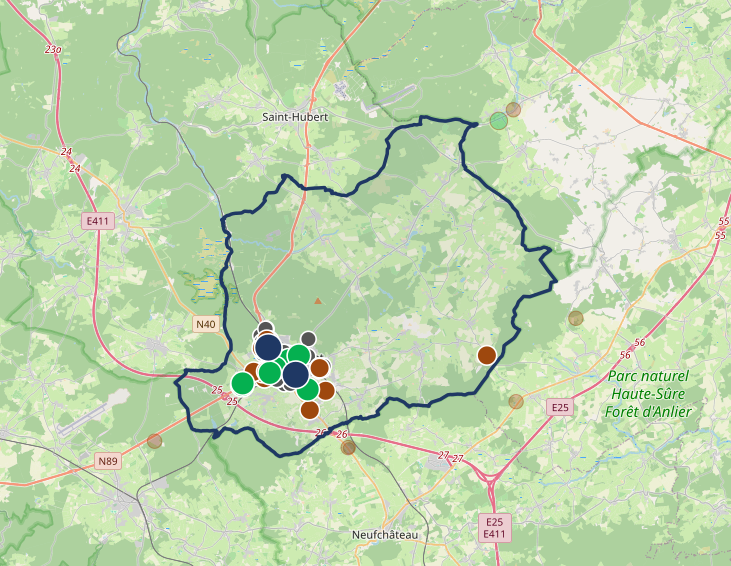 23o
Saint-Hubert
24
24
E411
55
55
N40
56
56
Parc naturel
Haute-Sûre
Forêt d'Anlier
25
25
E25
26
26
27
27
N89
E25
E411
Neufchâteau